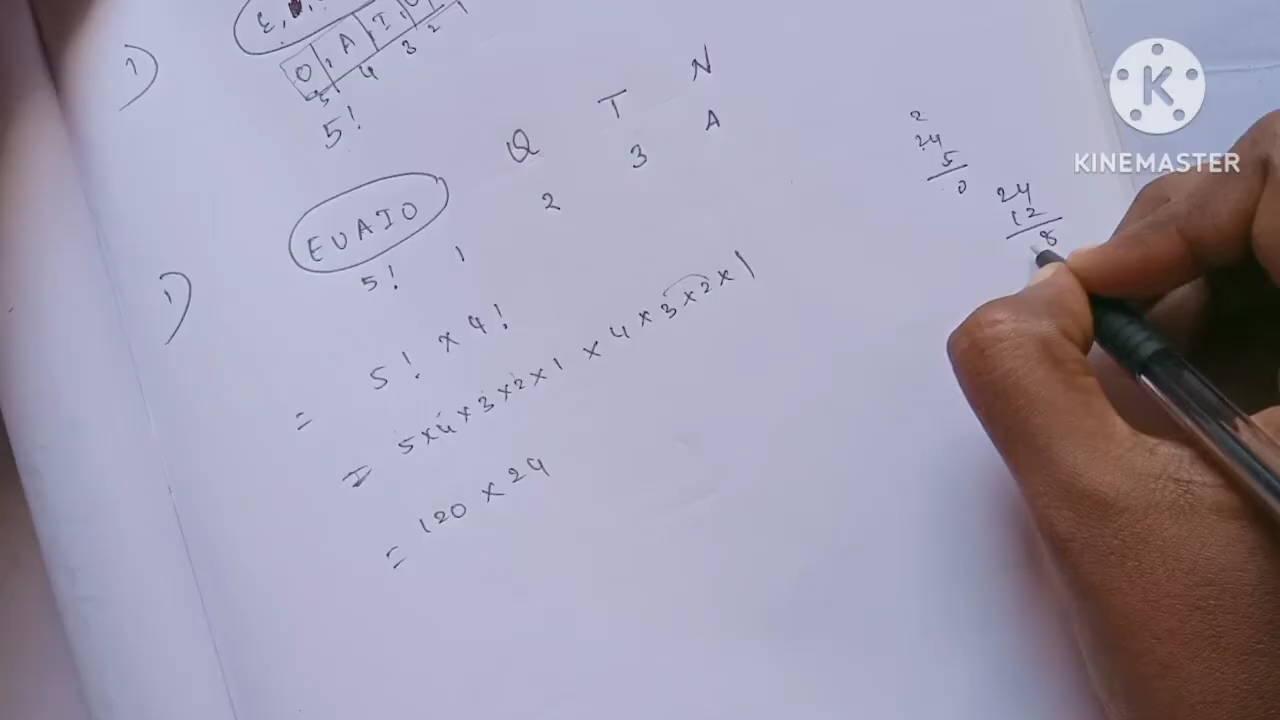 1)
O A I
5 4 3 2 1
5!
Q T N
2 3 A
EUAIO
5! 1
1)
= 5! × 4!
= 5×4×3×2×1 × 4×3×2×1
= 120 × 24
2
24
5
0
24
12
8
KINEMASTER